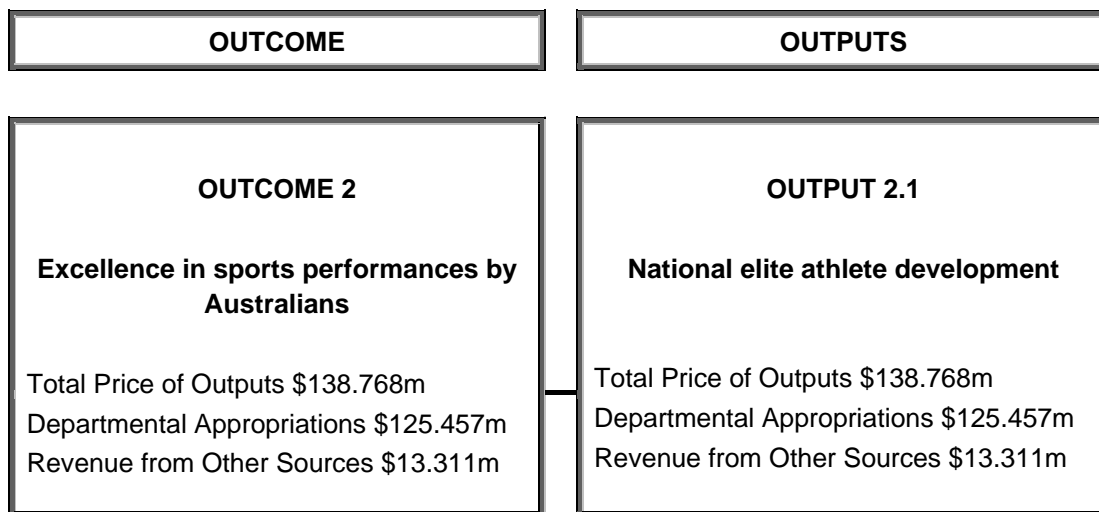 OUTCOME
OUTPUTS
OUTCOME 2
Excellence in sports performances by
Australians
Total Price of Outputs $138.768m
Departmental Appropriations $125.457m
Revenue from Other Sources $13.311m
OUTPUT 2.1
National elite athlete development
Total Price of Outputs $138.768m
Departmental Appropriations $125.457m
Revenue from Other Sources $13.311m